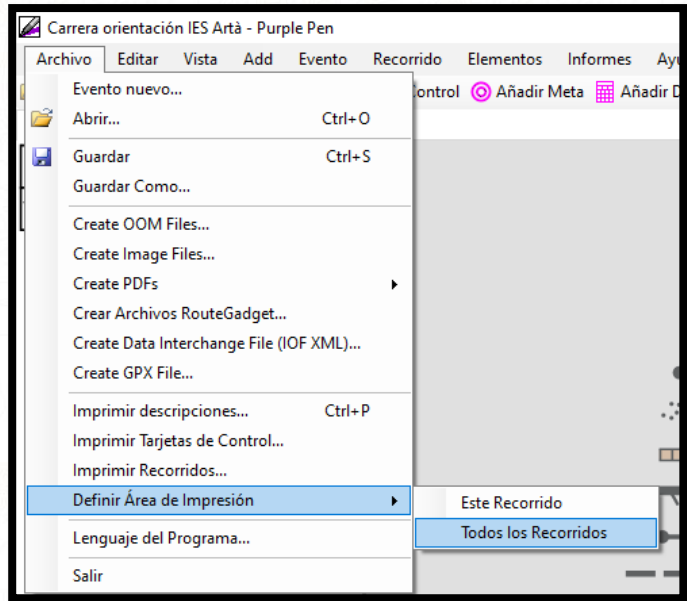 Carrera orientación IES Artà - Purple Pen
Archivo Editar Vista Add Evento Recorrido Elementos Informes
Evento nuevo...
Control Añadir Meta Añadir
Abrir... Ctrl+O
Guardar Ctrl+S
Guardar Como...
Create OOM Files...
Create Image Files...
Create PDFs
Crear Archivos RouteGadget...
Create Data Interchange File (IOF XML)...
Create GPX File...
Imprimir descripciones... Ctrl+P
Imprimir Tarjetas de Control...
Imprimir Recorridos...
Definir Área de Impresión
Este Recorrido
Todos los Recorridos
Lenguaje del Programa...
Salir